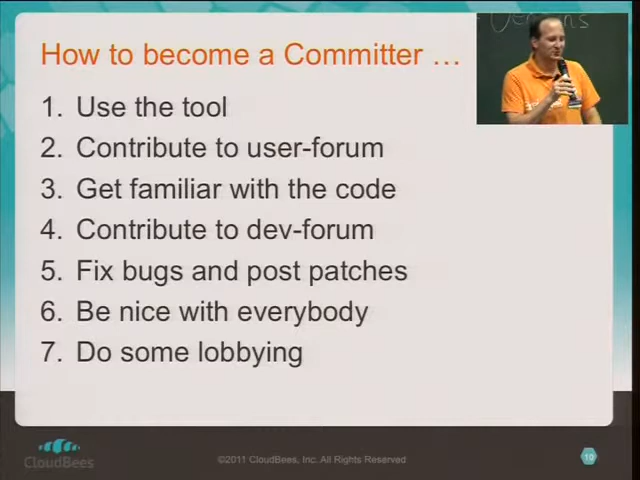 How to become a Committer …
1. Use the tool
2. Contribute to user-forum
3. Get familiar with the code
4. Contribute to dev-forum
5. Fix bugs and post patches
6. Be nice with everybody
7. Do some lobbying
CloudBees
©2011 CloudBees, Inc. All Rights Reserved
10